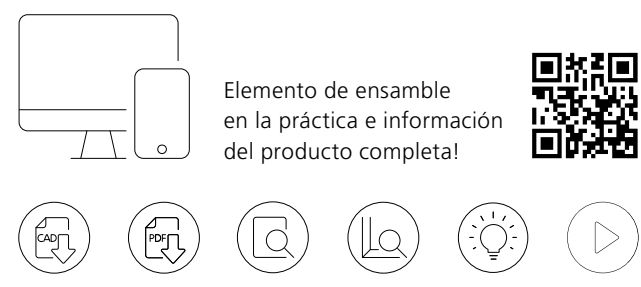 Elemento de ensamble
en la práctica e información
del producto completa!
CAD
PDF